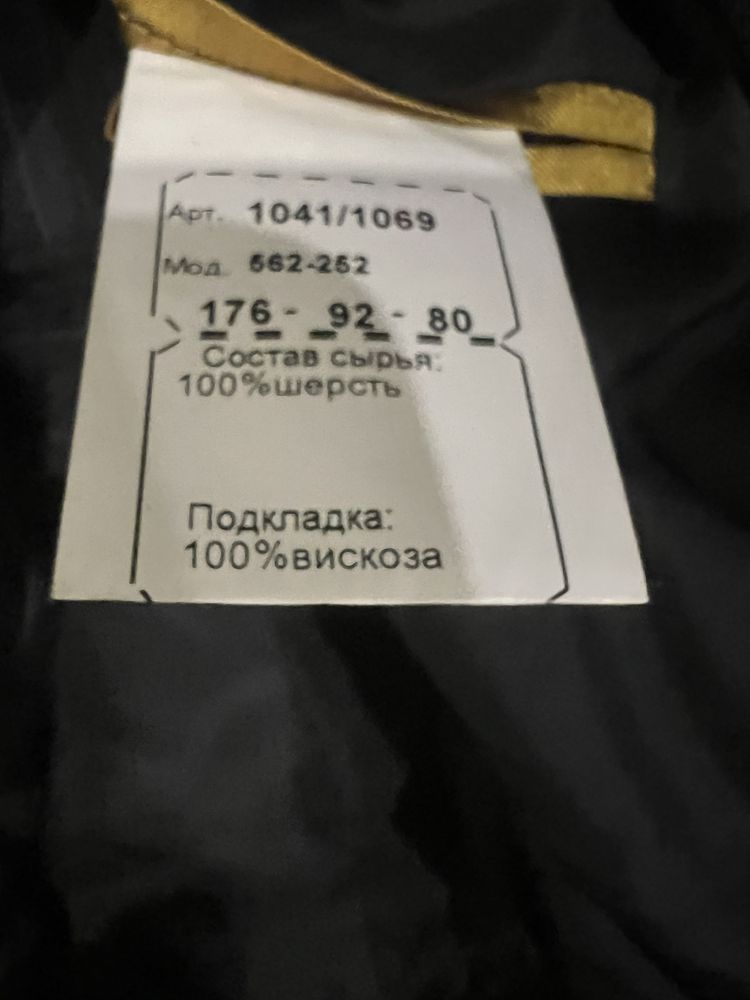 Арт. 1041/1069
Мод. 562-252
176- 92- 80
Состав сырья:
100%шерсть
Подкладка:
100%вискоза